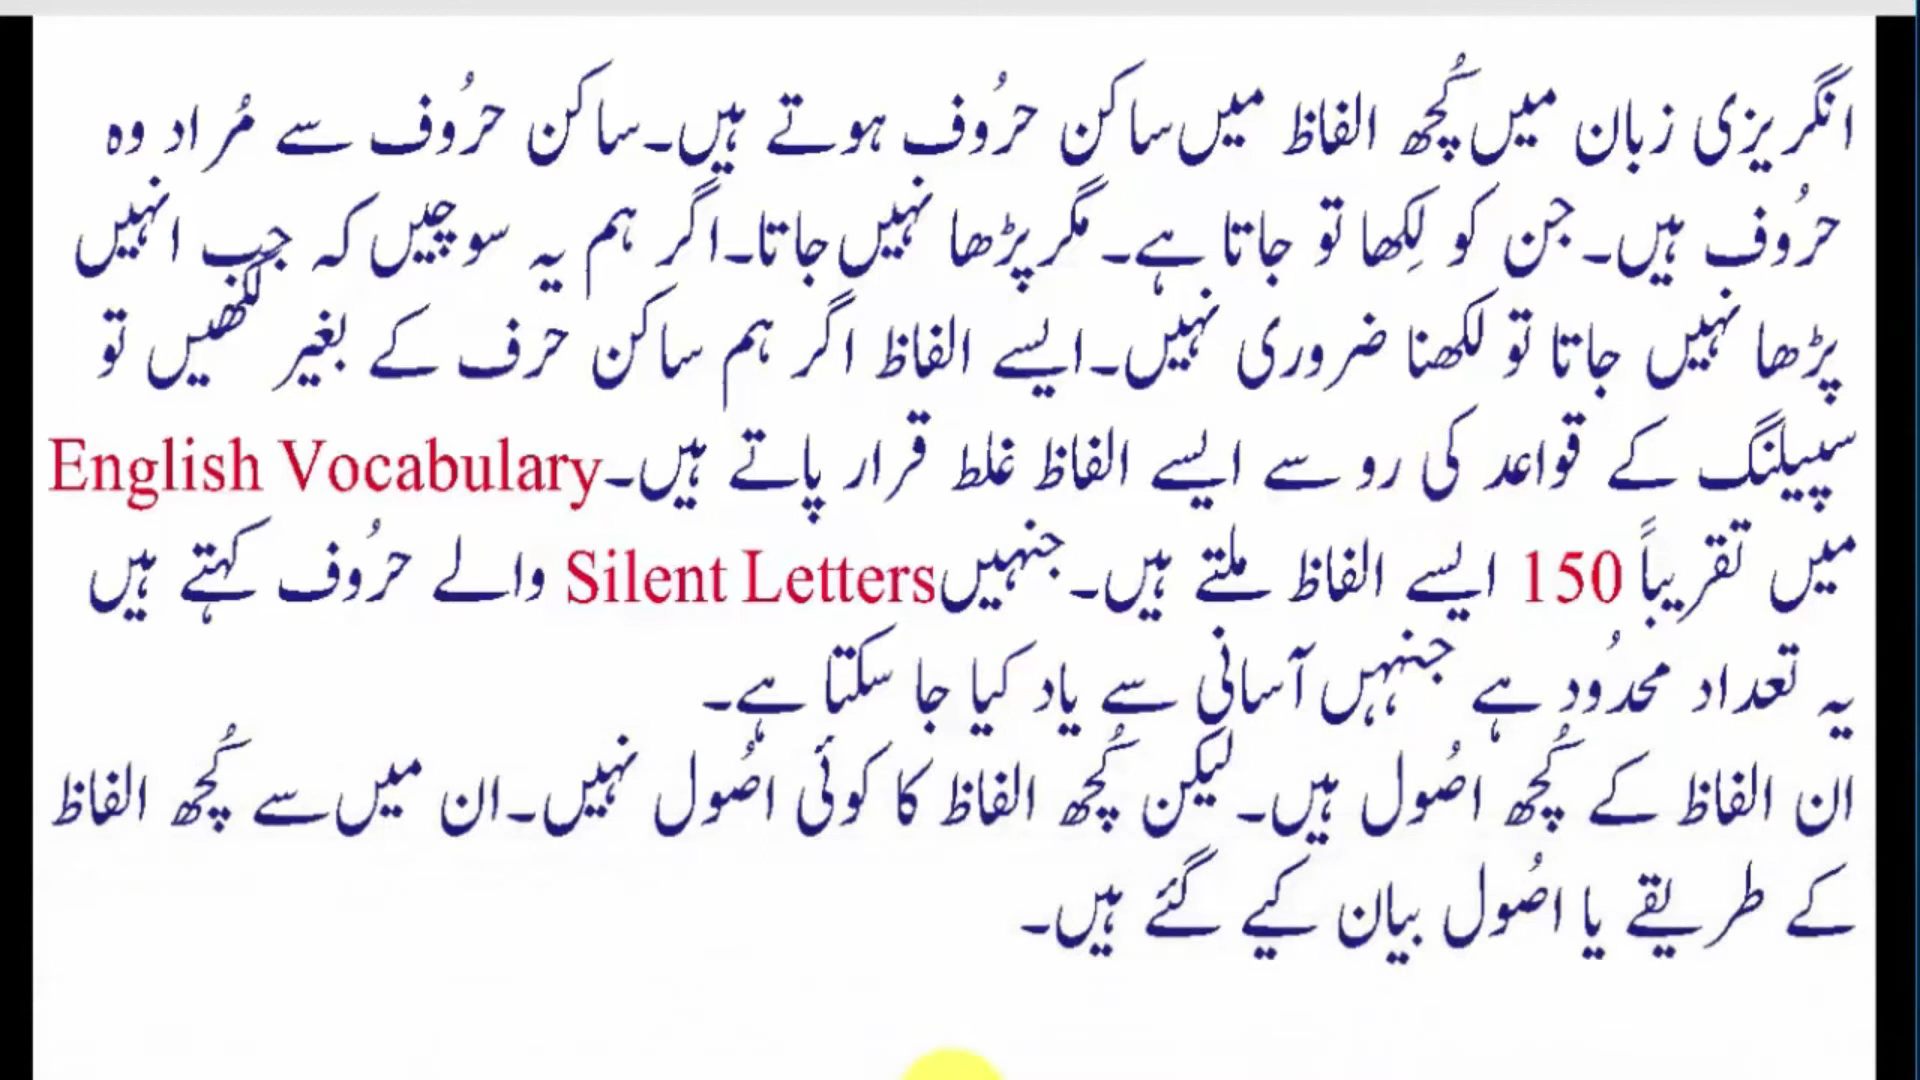 انگریزی زبان میں کُچھ الفاظ میں ساکن حرُوف ہوتے ہیں۔ساکن حرُوف سے مُراد وہ
حرُوف ہیں۔جن کو لِکھا تو جاتا ہے۔مگر پڑھا نہیں جاتا۔اگر ہم یہ سوچیں کہ جب انہیں
پڑھا نہیں جاتا تو لکھنا ضروری نہیں۔ایسے الفاظ اگر ہم ساکن حرف کے بغیر لکھیں تو
سپیلنگ کے قواعد کی رو سے ایسے الفاظ غلط قرار پاتے ہیں۔English Vocabulary
میں تقریباً 150 ایسے الفاظ ملتے ہیں۔جنہیں Silent Letters والے حرُوف کہتے ہیں
یہ تعداد محدُود ہے جنہیں آسانی سے یاد کیا جا سکتا ہے۔
ان الفاظ کے کُچھ اصُول ہیں۔لیکن کُچھ الفاظ کا کوئی اصُول نہیں۔ان میں سے کُچھ الفاظ
کے طریقے یا اصُول بیان کیے گئے ہیں۔